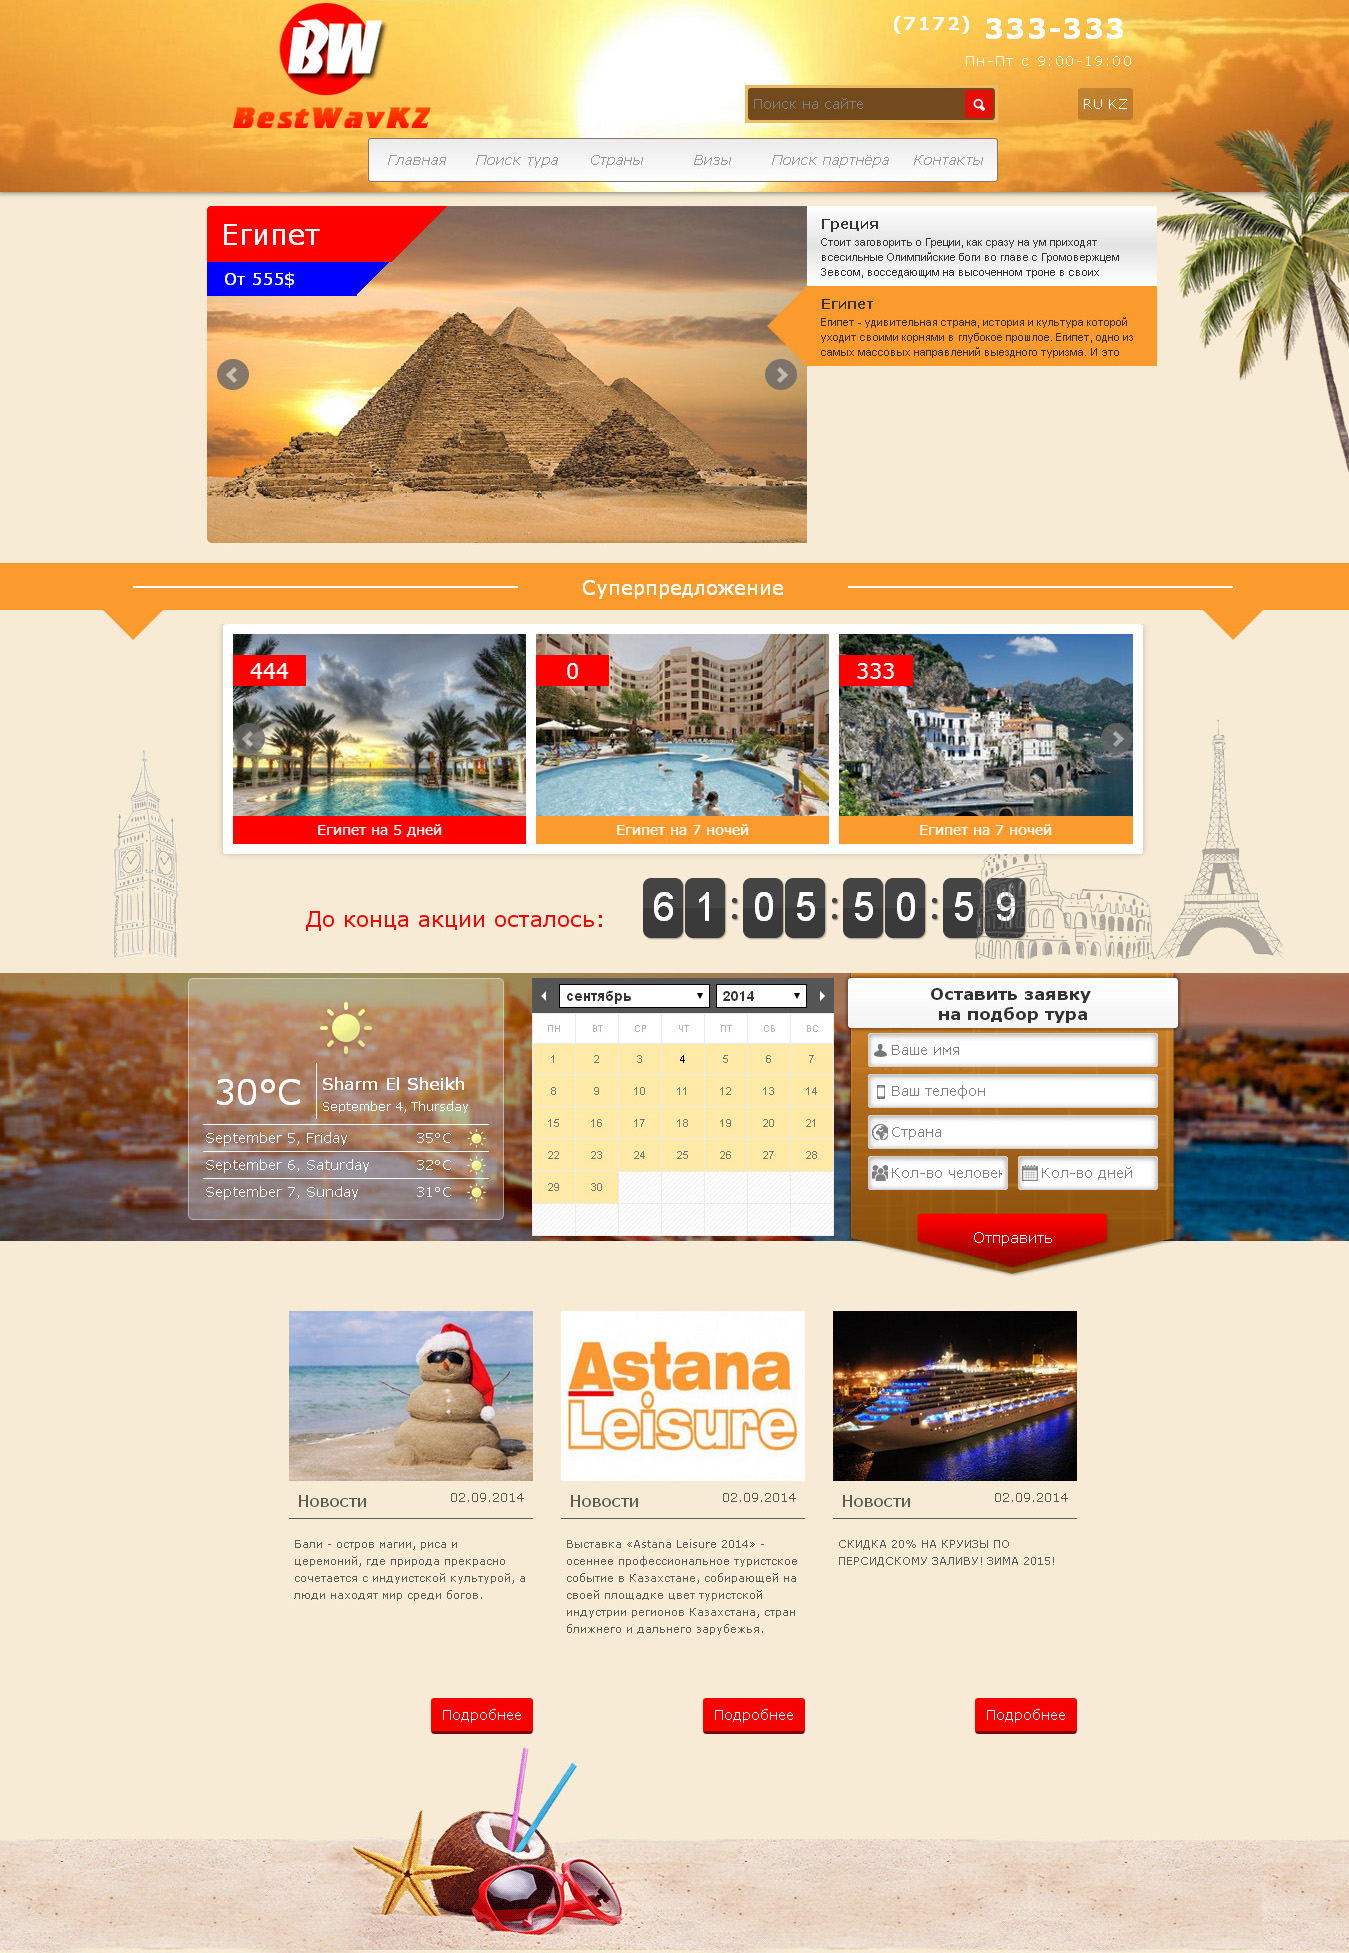 BW
BestWavKZ
(7172) 333-333
Пн-Пт с 9:00-19:00
Поиск на сайте
RU KZ
Главная Поиск тура Страны Визы Поиск партнёра Контакты
Египет
От 555$
Греция
Стоит заговорить о Греции, как сразу на ум приходят
всесильные Олимпийские боги во главе с Громовержцем
Зевсом, восседающим на высоченном троне в своих
Египет
Египет - удивительная страна, история и культура которой
уходит своими корнями в глубокое прошлое. Египет, одно из
самых массовых направлений выездного туризма. И это
Суперпредложение
444
0
333
Египет на 5 дней
Египет на 7 ночей
Египет на 7 ночей
До конца акции осталось:
61:05:50:59
30°C
Sharm El Sheikh
September 4, Thursday
September 5, Friday 35°C
September 6, Saturday 32°C
September 7, Sunday 31°C
сентябрь 2014
ПН ВТ СР ЧТ ПТ СБ ВС
1 2 3 4 5 6 7
8 9 10 11 12 13 14
15 16 17 18 19 20 21
22 23 24 25 26 27 28
29 30
Оставить заявку
на подбор тура
Ваше имя
Ваш телефон
Страна
Кол-во человек
Кол-во дней
Отправить
Новости 02.09.2014
Бали - остров магии, риса и
церемоний, где природа прекрасно
сочетается с индуистской культурой, а
люди находят мир среди богов.
Подробнее
Astana
Leisure
Новости 02.09.2014
Выставка «Astana Leisure 2014» -
осеннее профессиональное туристское
событие в Казахстане, собирающей на
своей площадке цвет туристской
индустрии регионов Казахстана, стран
ближнего и дальнего зарубежья.
Подробнее
Новости 02.09.2014
СКИДКА 20% НА КРУИЗЫ ПО
ПЕРСИДСКОМУ ЗАЛИВУ! ЗИМА 2015!
Подробнее